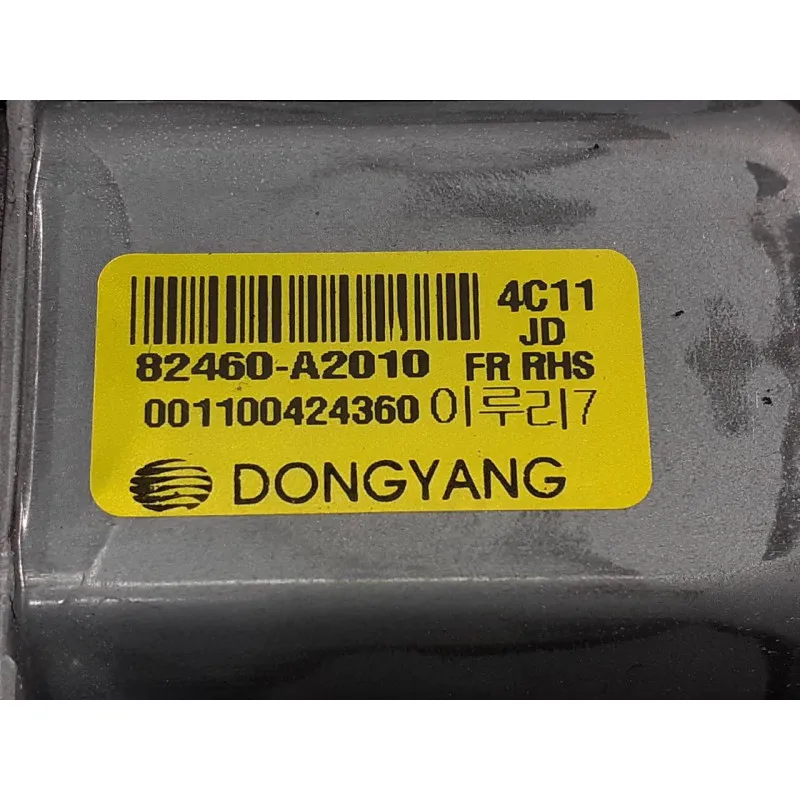 4C11
JD
82460-A2010 FR RHS
001100424360 이루리7
DONGYANG